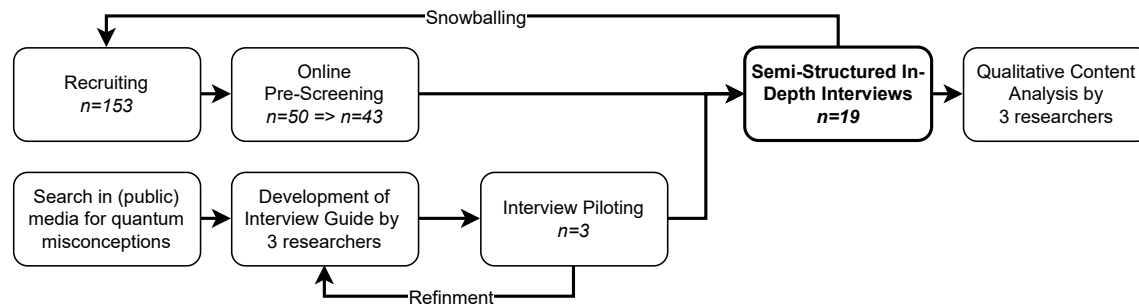 Snowballing
Recruiting
n=153
Online
Pre-Screening
n=50 => n=43
Semi-Structured In-
Depth Interviews
n=19
Qualitative Content
Analysis by
3 researchers
Search in (public)
media for quantum
misconceptions
Development of
Interview Guide by
3 researchers
Interview Piloting
n=3
Refinment